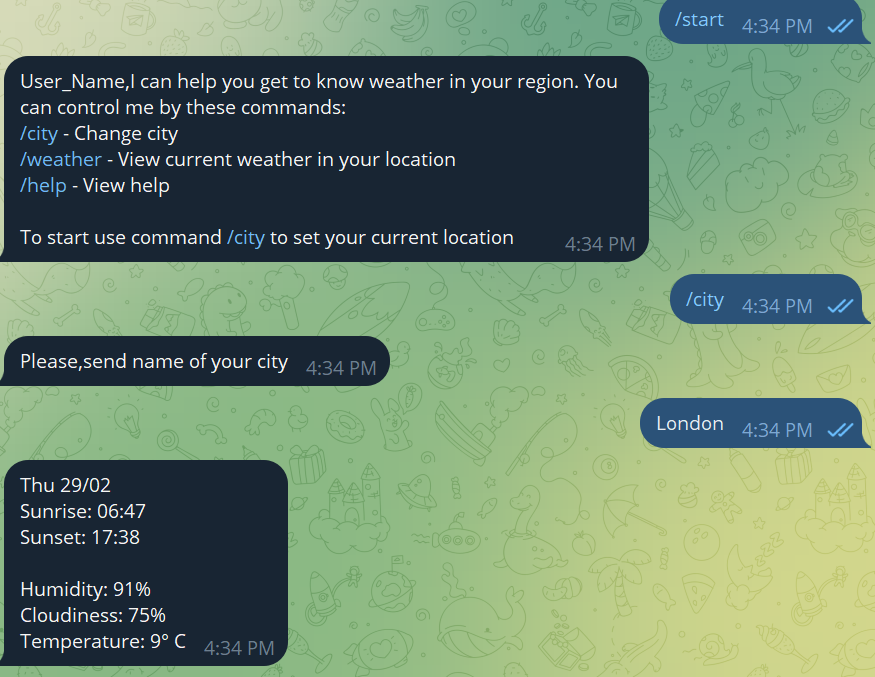 /start 4:34 PM
User_Name,I can help you get to know weather in your region. You
can control me by these commands:
/city - Change city
/weather - View current weather in your location
/help - View help
To start use command /city to set your current location 4:34 PM
/city 4:34 PM
Please,send name of your city 4:34 PM
London 4:34 PM
Thu 29/02
Sunrise: 06:47
Sunset: 17:38
Humidity: 91%
Cloudiness: 75%
Temperature: 9° C 4:34 PM